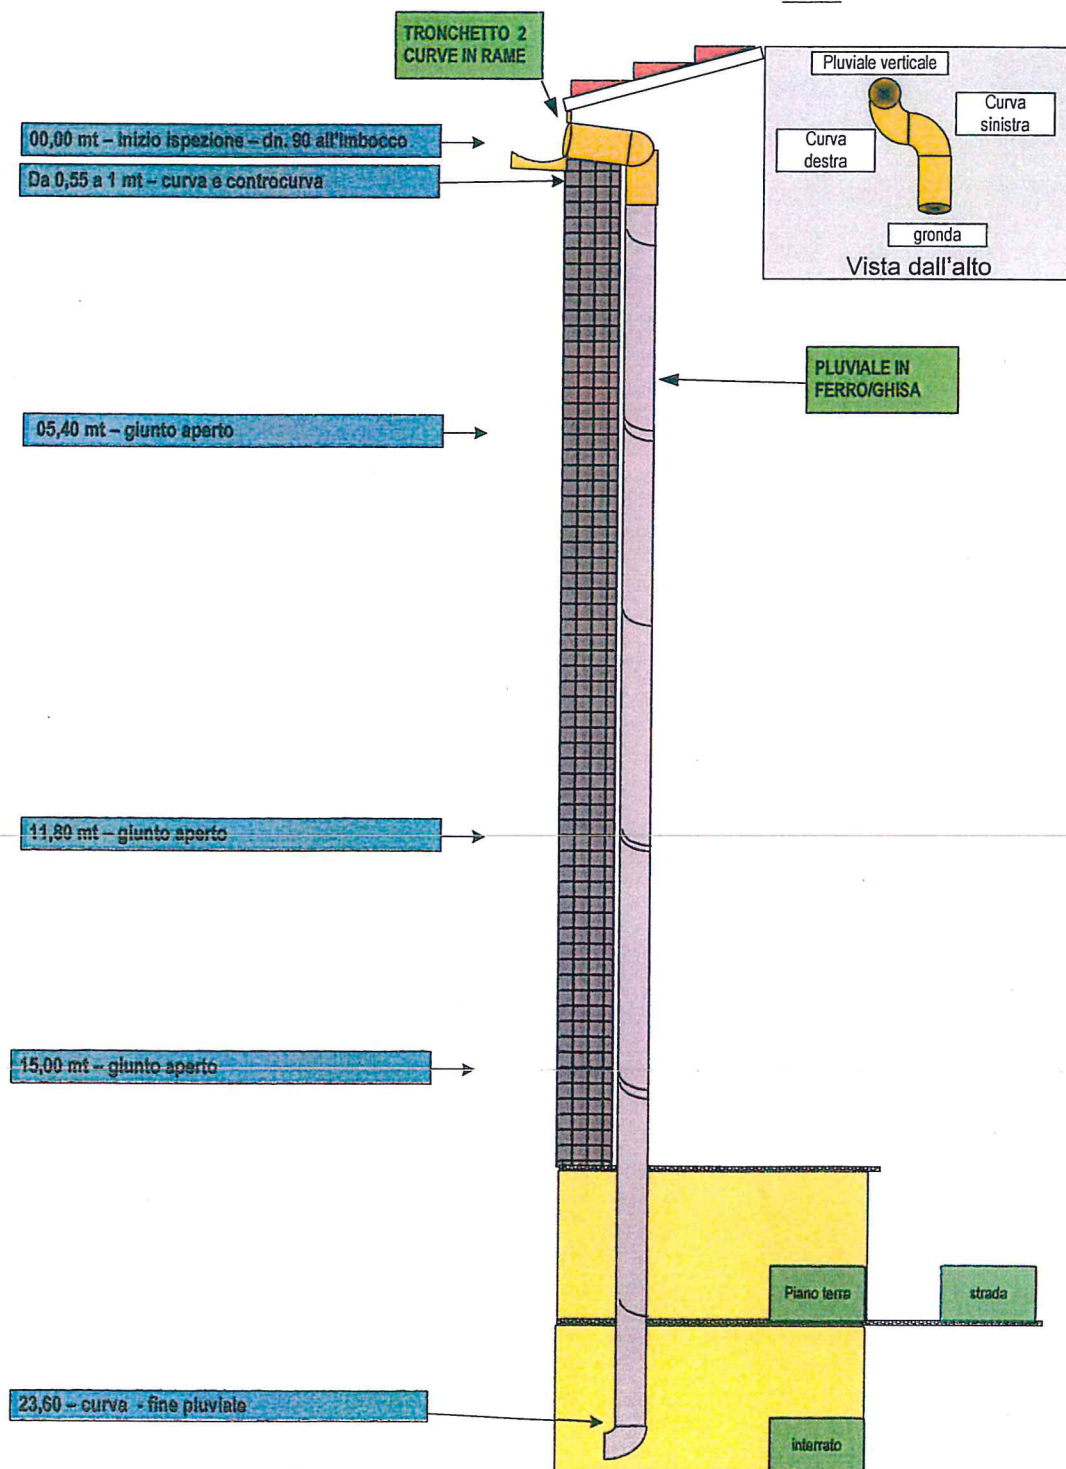 TRONCHETTO 2
CURVE IN RAME
Pluviale verticale
Curva
sinistra
Curva
destra
gronda
Vista dall'alto
00,00 mt – inizio ispezione – dn. 90 all'imbocco
Da 0,55 a 1 mt – curva e controcurva
PLUVIALE IN
FERRO/GHISA
05,40 mt – giunto aperto
11,80 mt – giunto aperto
15,00 mt – giunto aperto
Piano terra
strada
23,60 – curva - fine pluviale
interrato